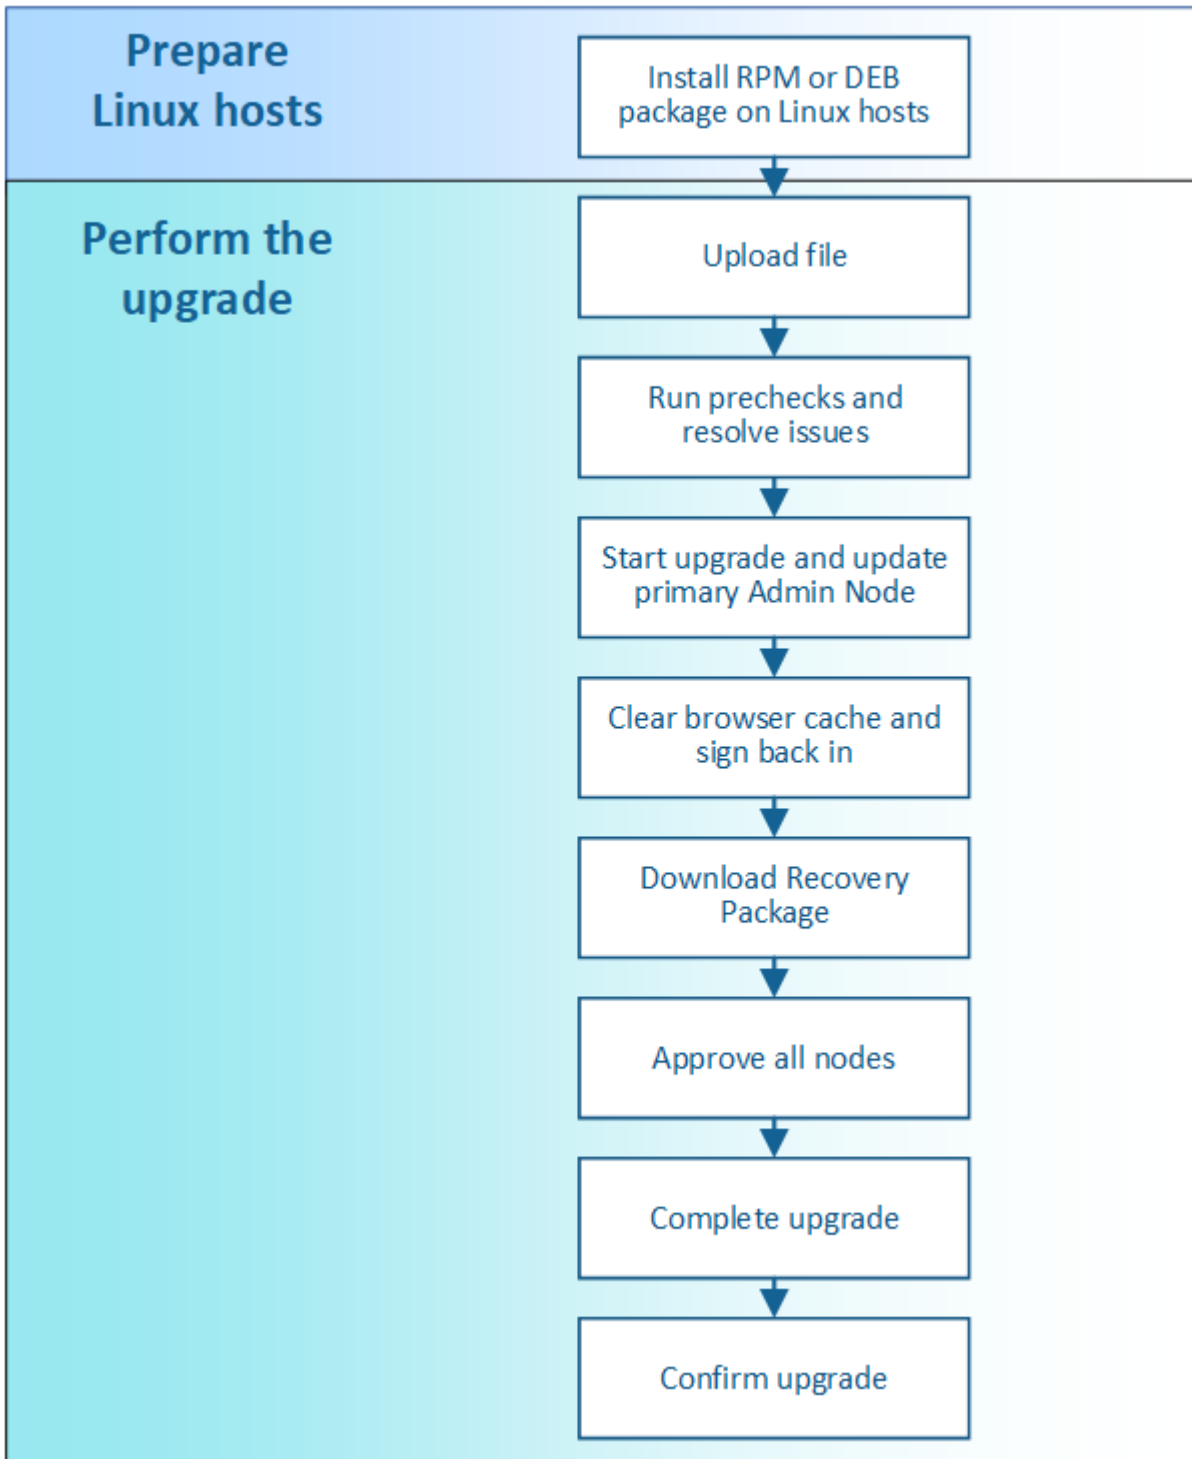 Prepare
Linux hosts
Install RPM or DEB
package on Linux hosts
Perform the
upgrade
Upload file
Run prechecks and
resolve issues
Start upgrade and update
primary Admin Node
Clear browser cache and
sign back in
Download Recovery
Package
Approve all nodes
Complete upgrade
Confirm upgrade